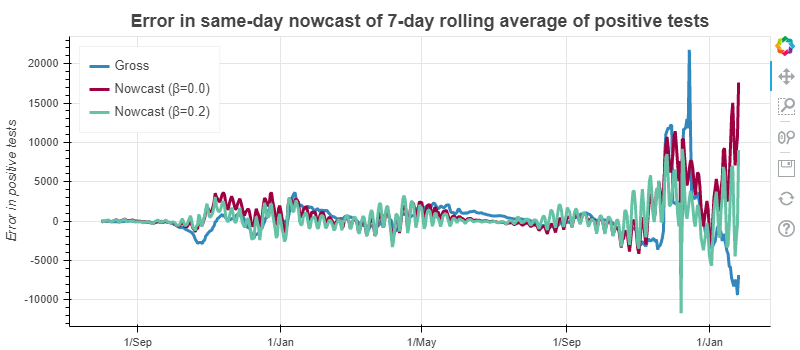 Error in same-day nowcast of 7-day rolling average of positive tests
Gross
Nowcast (β=0.0)
Nowcast (β=0.2)
Error in positive tests
20000
15000
10000
5000
0
-5000
-10000
1/Sep
1/Jan
1/May
1/Sep
1/Jan